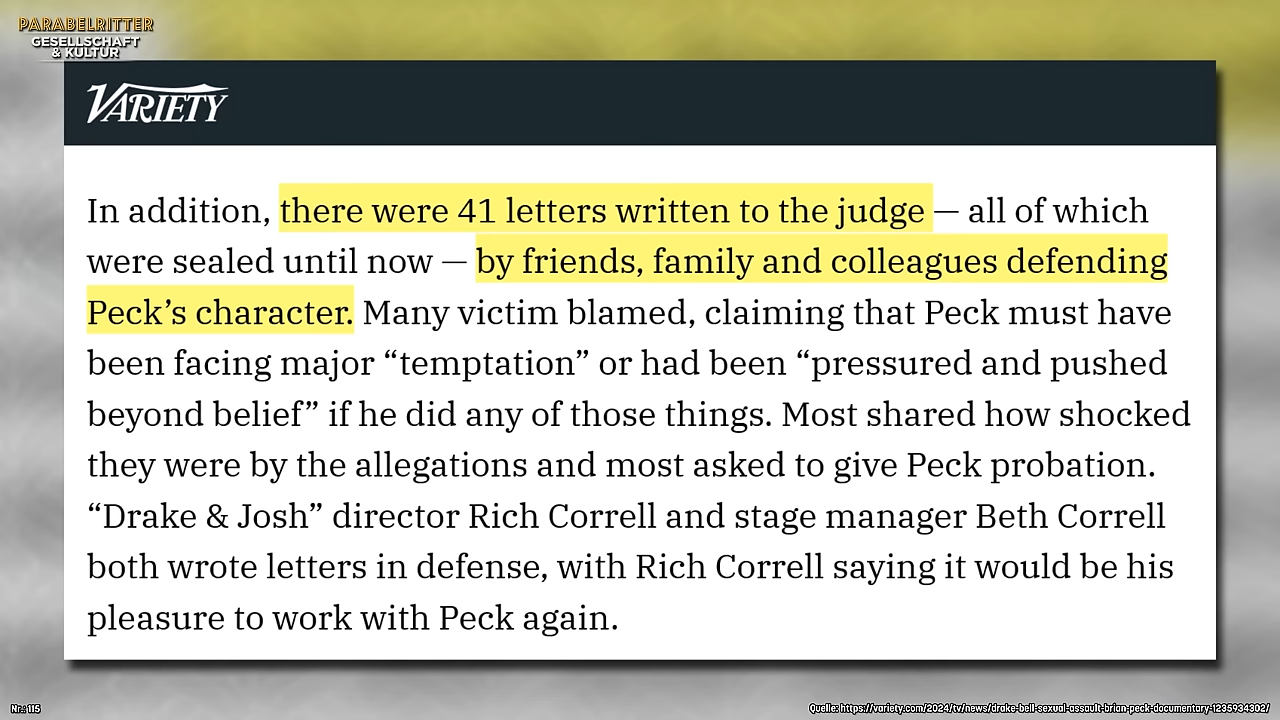 PARABELRITTER
GESELLSCHAFT
& KULTUR
VARIETY
In addition, there were 41 letters written to the judge — all of which
were sealed until now — by friends, family and colleagues defending
Peck’s character. Many victim blamed, claiming that Peck must have
been facing major “temptation” or had been “pressured and pushed
beyond belief” if he did any of those things. Most shared how shocked
they were by the allegations and most asked to give Peck probation.
“Drake & Josh” director Rich Correll and stage manager Beth Correll
both wrote letters in defense, with Rich Correll saying it would be his
pleasure to work with Peck again.
Nr.: 115
Quelle: https://variety.com/2024/tv/news/drake-bell-sexual-assault-brian-peck-documentary-1235934302/